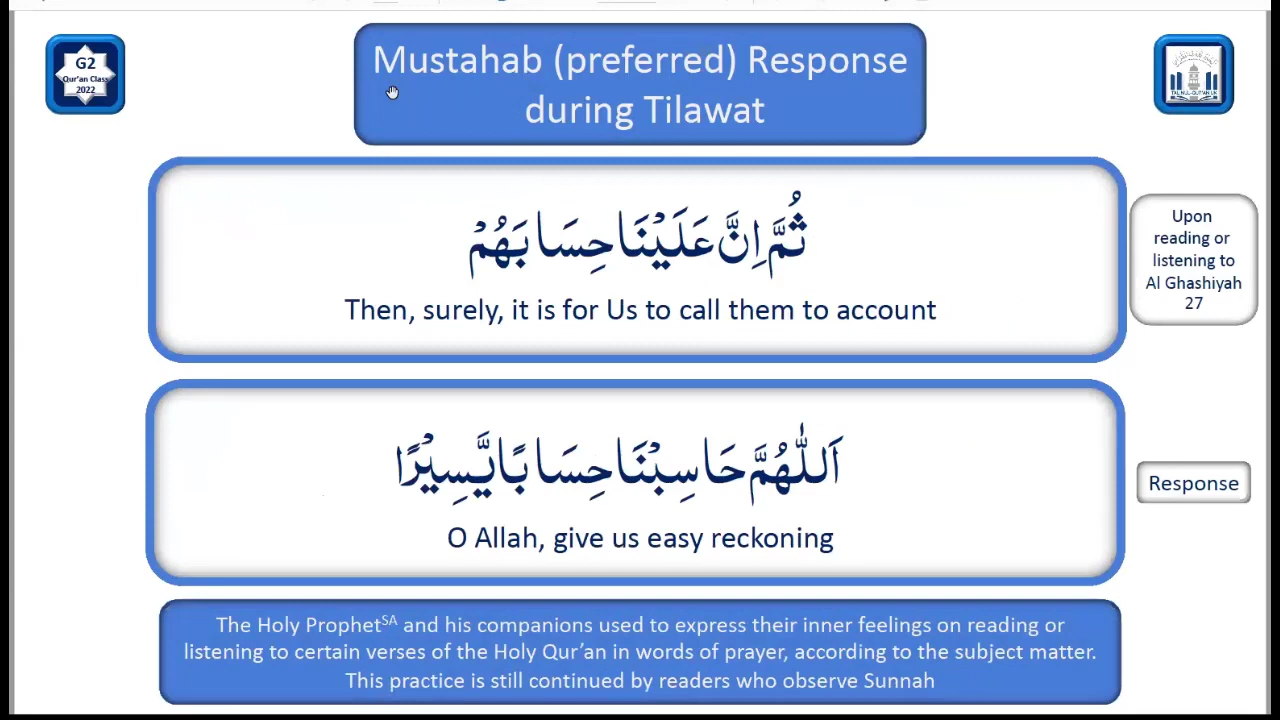 G2
Qur'an Class
2022
Mustahab (preferred) Response
during Tilawat
ثُمَّ اِنَّ عَلَيْنَا حِسَابَهُمْ
Then, surely, it is for Us to call them to account
Upon
reading or
listening to
Al Ghashiyah
27
اَللّٰهُمَّ حَاسِبْنَا حِسَابًا يَّسِيْرًا
O Allah, give us easy reckoning
Response
The Holy Prophetᔆᴬ and his companions used to express their inner feelings on reading or
listening to certain verses of the Holy Qur'an in words of prayer, according to the subject matter.
This practice is still continued by readers who observe Sunnah